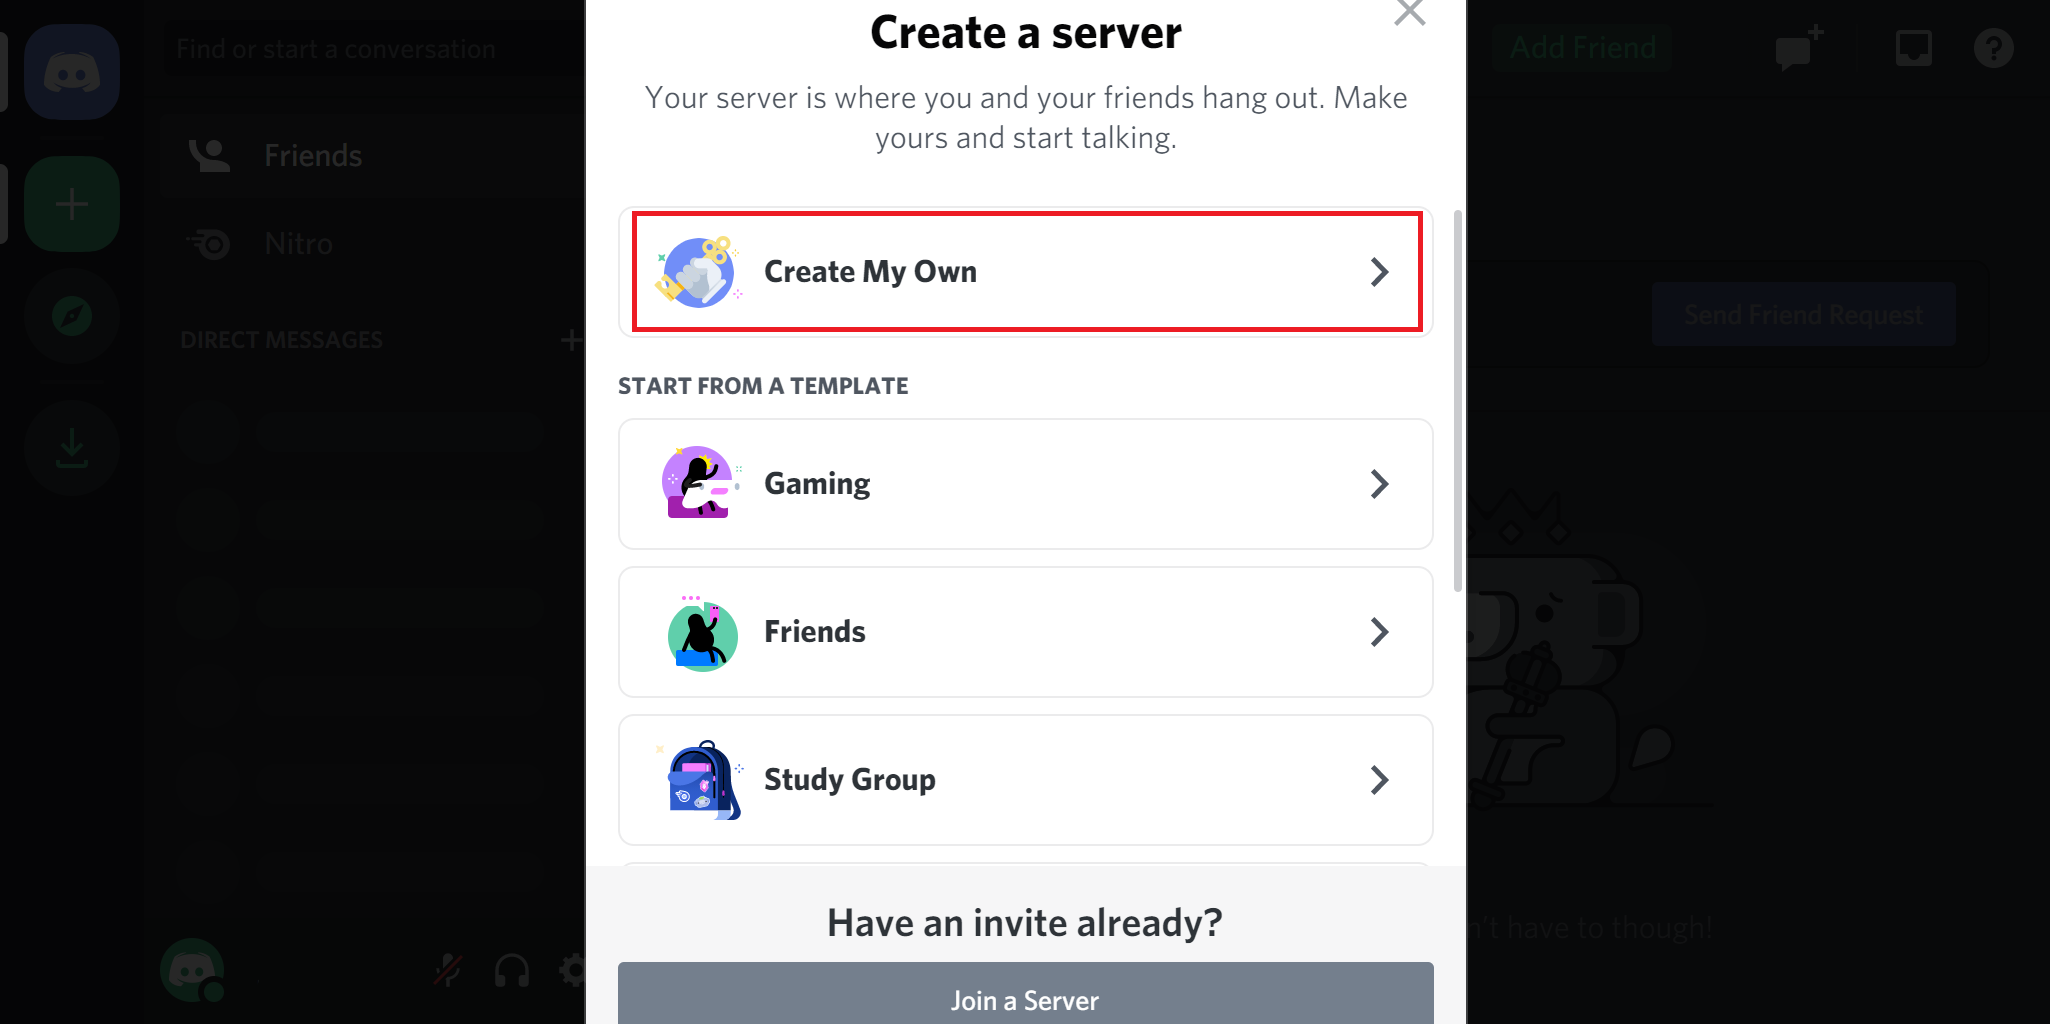 Find or start a conversation
Friends
Nitro
DIRECT MESSAGES
Create a server
Your server is where you and your friends hang out. Make
yours and start talking.
Create My Own
START FROM A TEMPLATE
Gaming
Friends
Study Group
Have an invite already?
Join a Server
Add Friend
Send Friend Request
n't have to though!